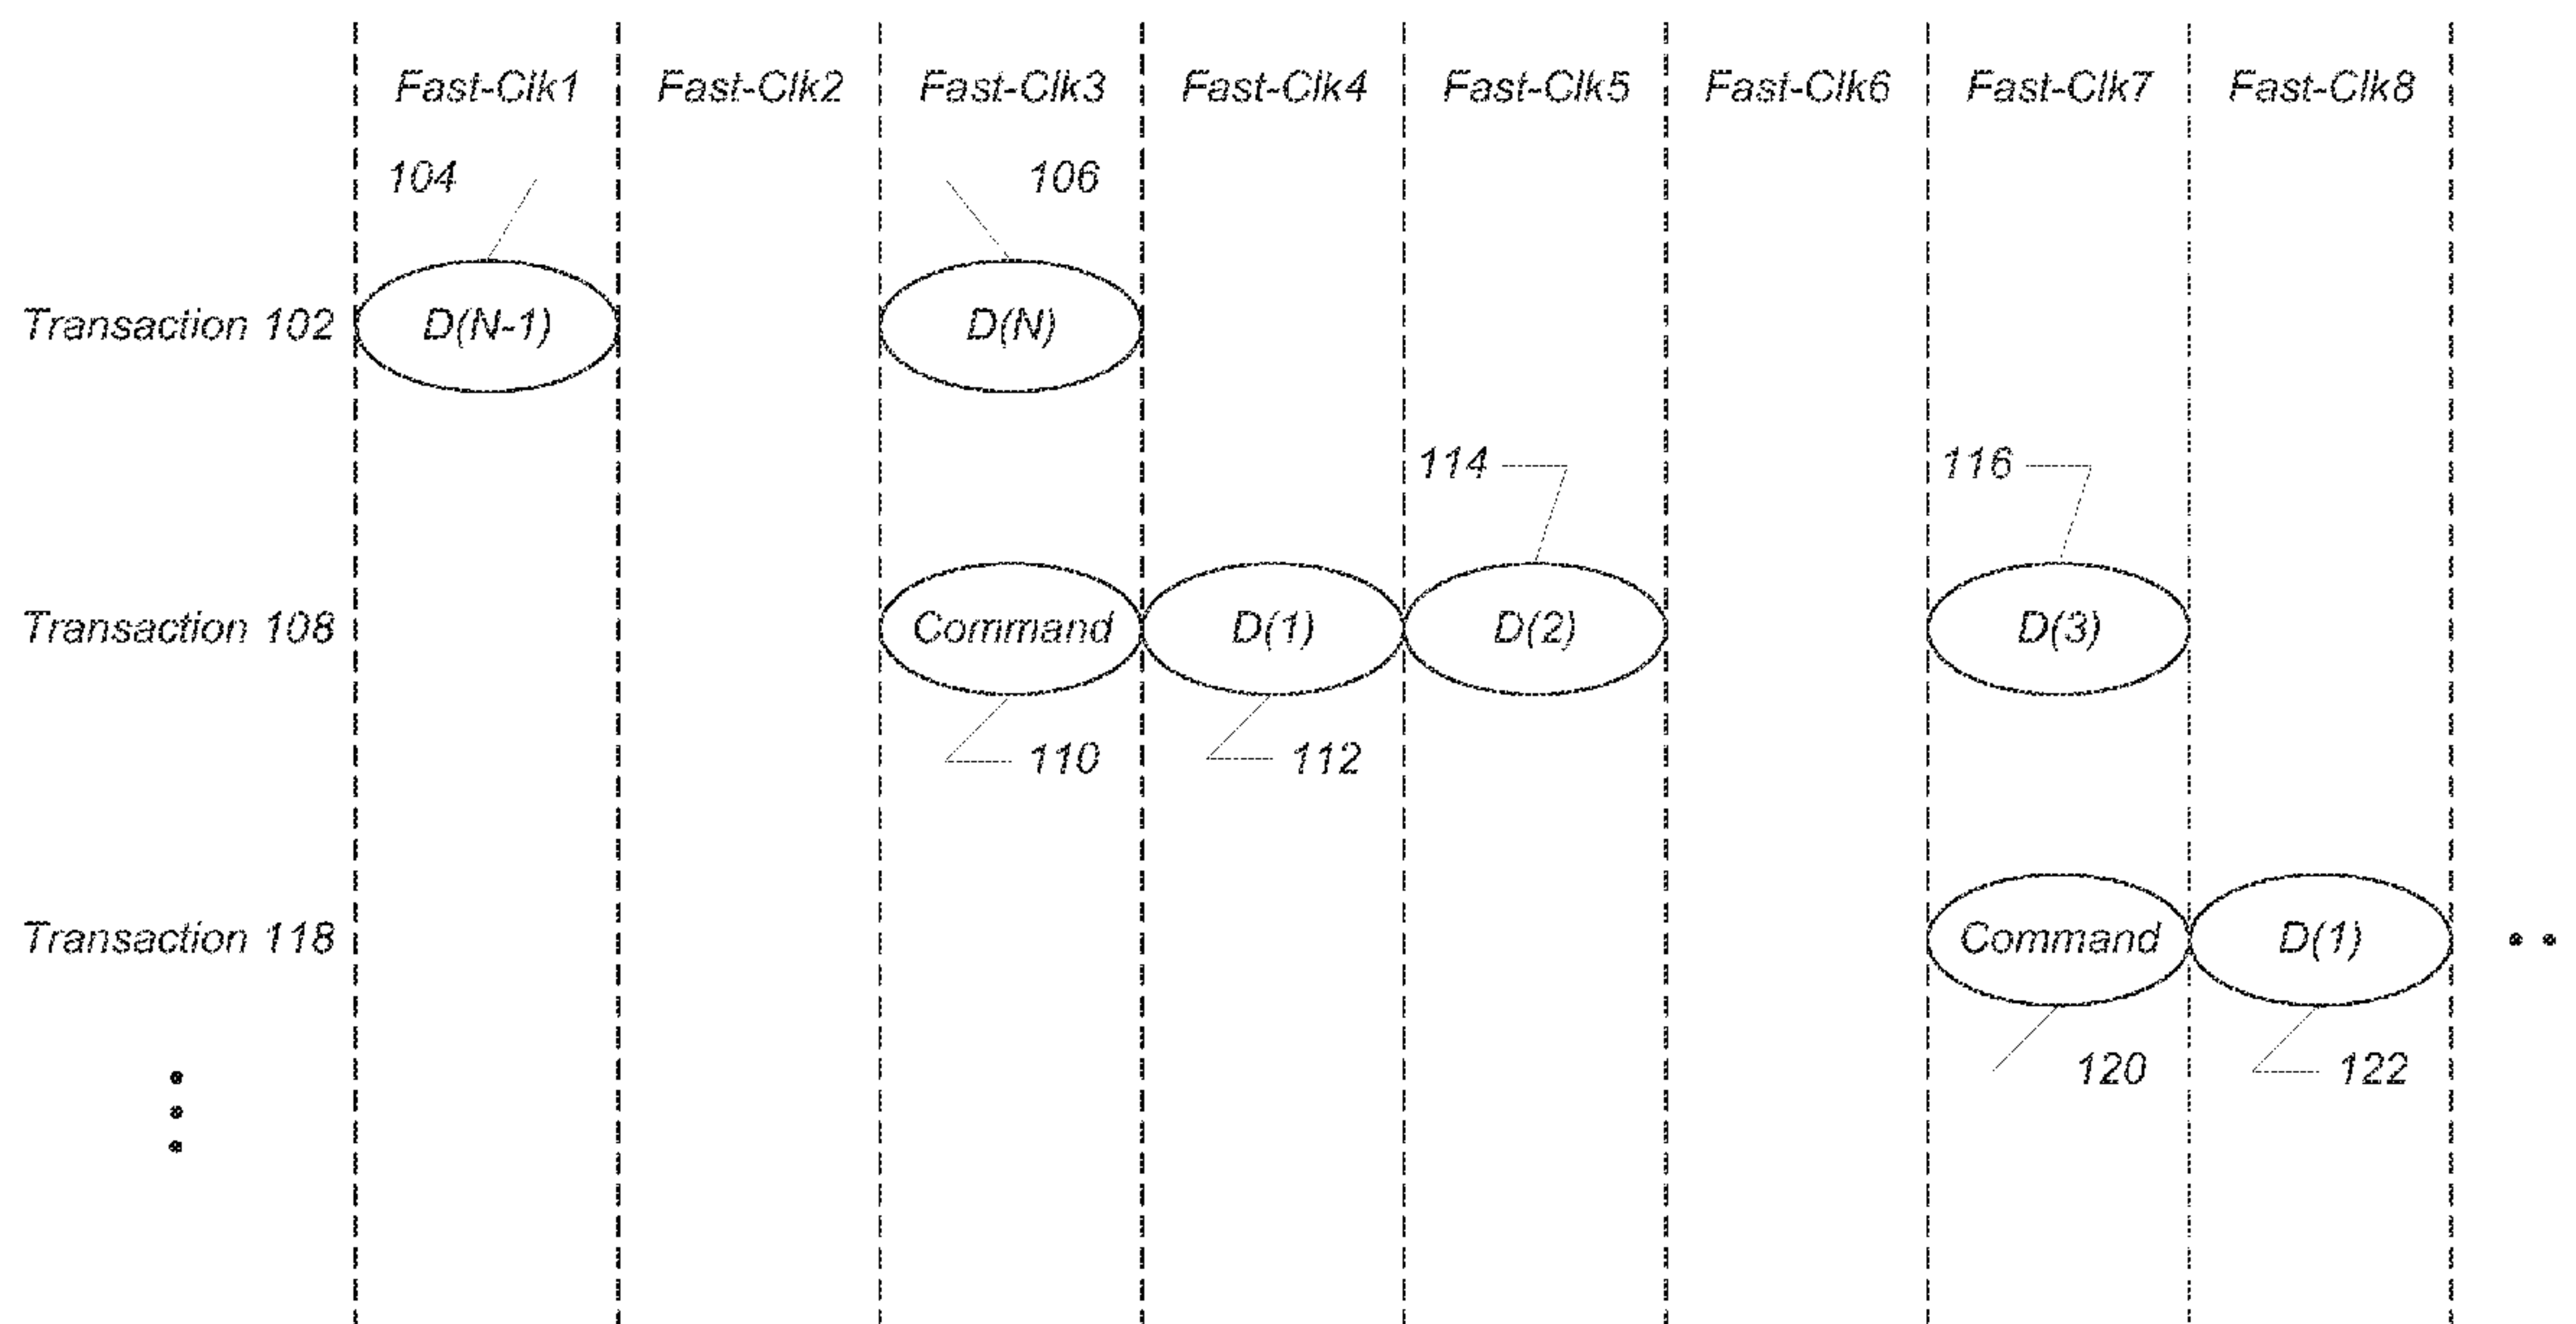 Fast-Clk1 Fast-Clk2 Fast-Clk3 Fast-Clk4 Fast-Clk5 Fast-Clk6 Fast-Clk7 Fast-Clk8
104 106
Transaction 102 D(N-1) D(N)
114 116
Transaction 108 Command D(1) D(2) D(3)
110 112
Transaction 118 Command D(1)
120 122